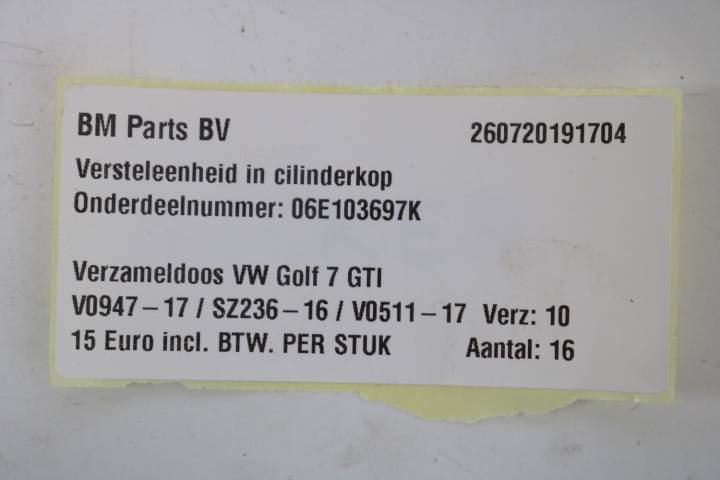 BM Parts BV 260720191704
Versteleenheid in cilinderkop
Onderdeelnummer: 06E103697K
Verzameldoos VW Golf 7 GTI
V0947-17 / SZ236-16 / V0511-17 Verz: 10
15 Euro incl. BTW. PER STUK Aantal: 16